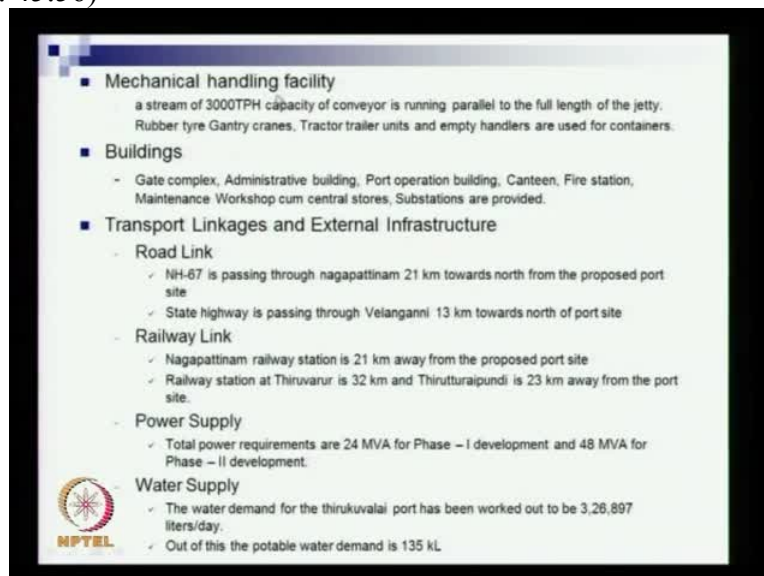 ■ Mechanical handling facility
a stream of 3000TPH capacity of conveyor is running parallel to the full length of the jetty.
Rubber tyre Gantry cranes, Tractor trailer units and empty handlers are used for containers.
■ Buildings
- Gate complex, Administrative building, Port operation building, Canteen, Fire station,
Maintenance Workshop cum central stores, Substations are provided.
■ Transport Linkages and External Infrastructure
- Road Link
✓ NH-67 is passing through nagapattinam 21 km towards north from the proposed port
site
✓ State highway is passing through Velanganni 13 km towards north of port site
- Railway Link
✓ Nagapattinam railway station is 21 km away from the proposed port site
✓ Railway station at Thiruvarur is 32 km and Thirutturaipundi is 23 km away from the port
site.
- Power Supply
✓ Total power requirements are 24 MVA for Phase – I development and 48 MVA for
Phase – II development.
Water Supply
✓ The water demand for the thirukuvalai port has been worked out to be 3,26,897
liters/day.
✓ Out of this the potable water demand is 135 kL
NPTEL